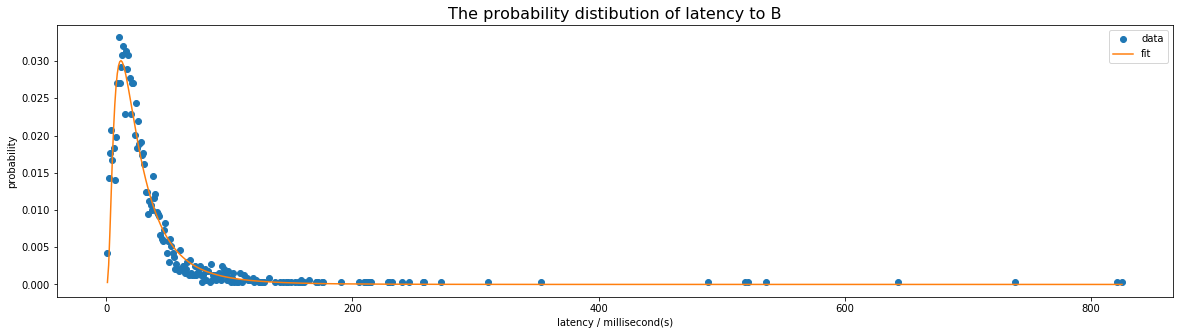 The probability distibution of latency to B
data
fit
0.030
0.025
0.020
0.015
0.010
0.005
0.000
probability
0
200
400
600
800
latency / millisecond(s)